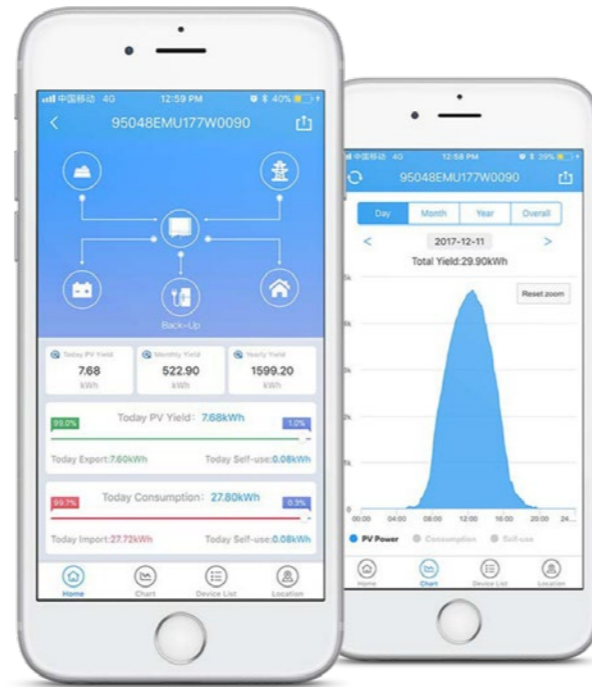 中国移动 4G 12:59 PM 40%
95048EMU177W0090
Back-Up
Today PV Yield
Monthly Yield
Yearly Yield
7.68
522.90
1599.20
kWh
kWh
kWh
99.0%
Today PV Yield: 7.68kWh
1.0%
Today Export:7.60kWh
Today Self-use:0.08kWh
99.7%
Today Consumption: 27.80kWh
0.3%
Today Import:27.72kWh
Today Self-use:0.08kWh
Home
Chart
Device List
Location
中国移动 4G 12:58 PM 39%
95048EMU177W0090
Day
Month
Year
Overall
< 2017-12-11 >
Total Yield:29.90kWh
Reset zoom
00:00 04:00 08:00 12:00 16:00 20:00 24...
PV Power
Consumption
Self-use
Home
Chart
Device List
Location